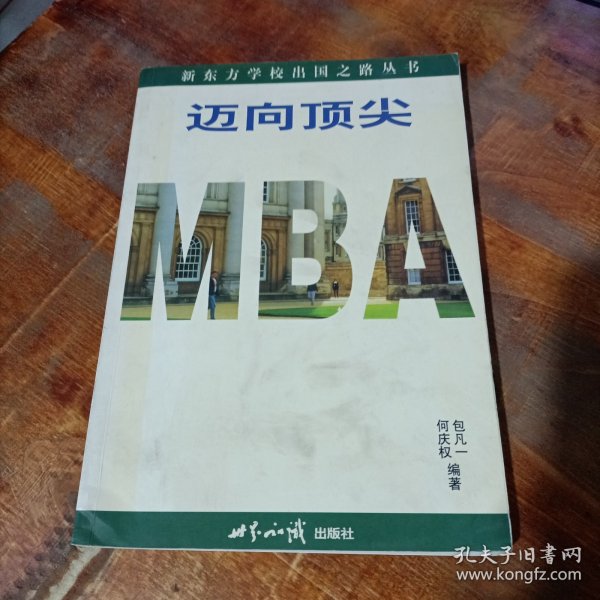 新东方学校出国之路丛书
迈向顶尖
MBA
包凡一
何庆权
编著
世界知识出版社
孔夫子旧书网
www.kongfz.com